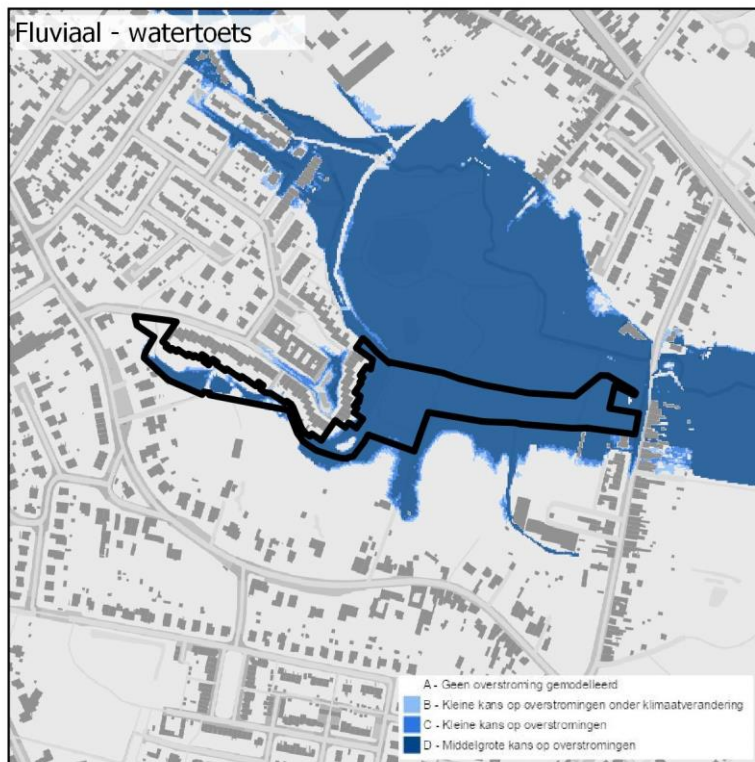 Fluviaal - watertoets
A - Geen overstroming gemodelleerd
B - Kleine kans op overstromingen onder klimaatverandering
C - Kleine kans op overstromingen
D - Middelgrote kans op overstromingen